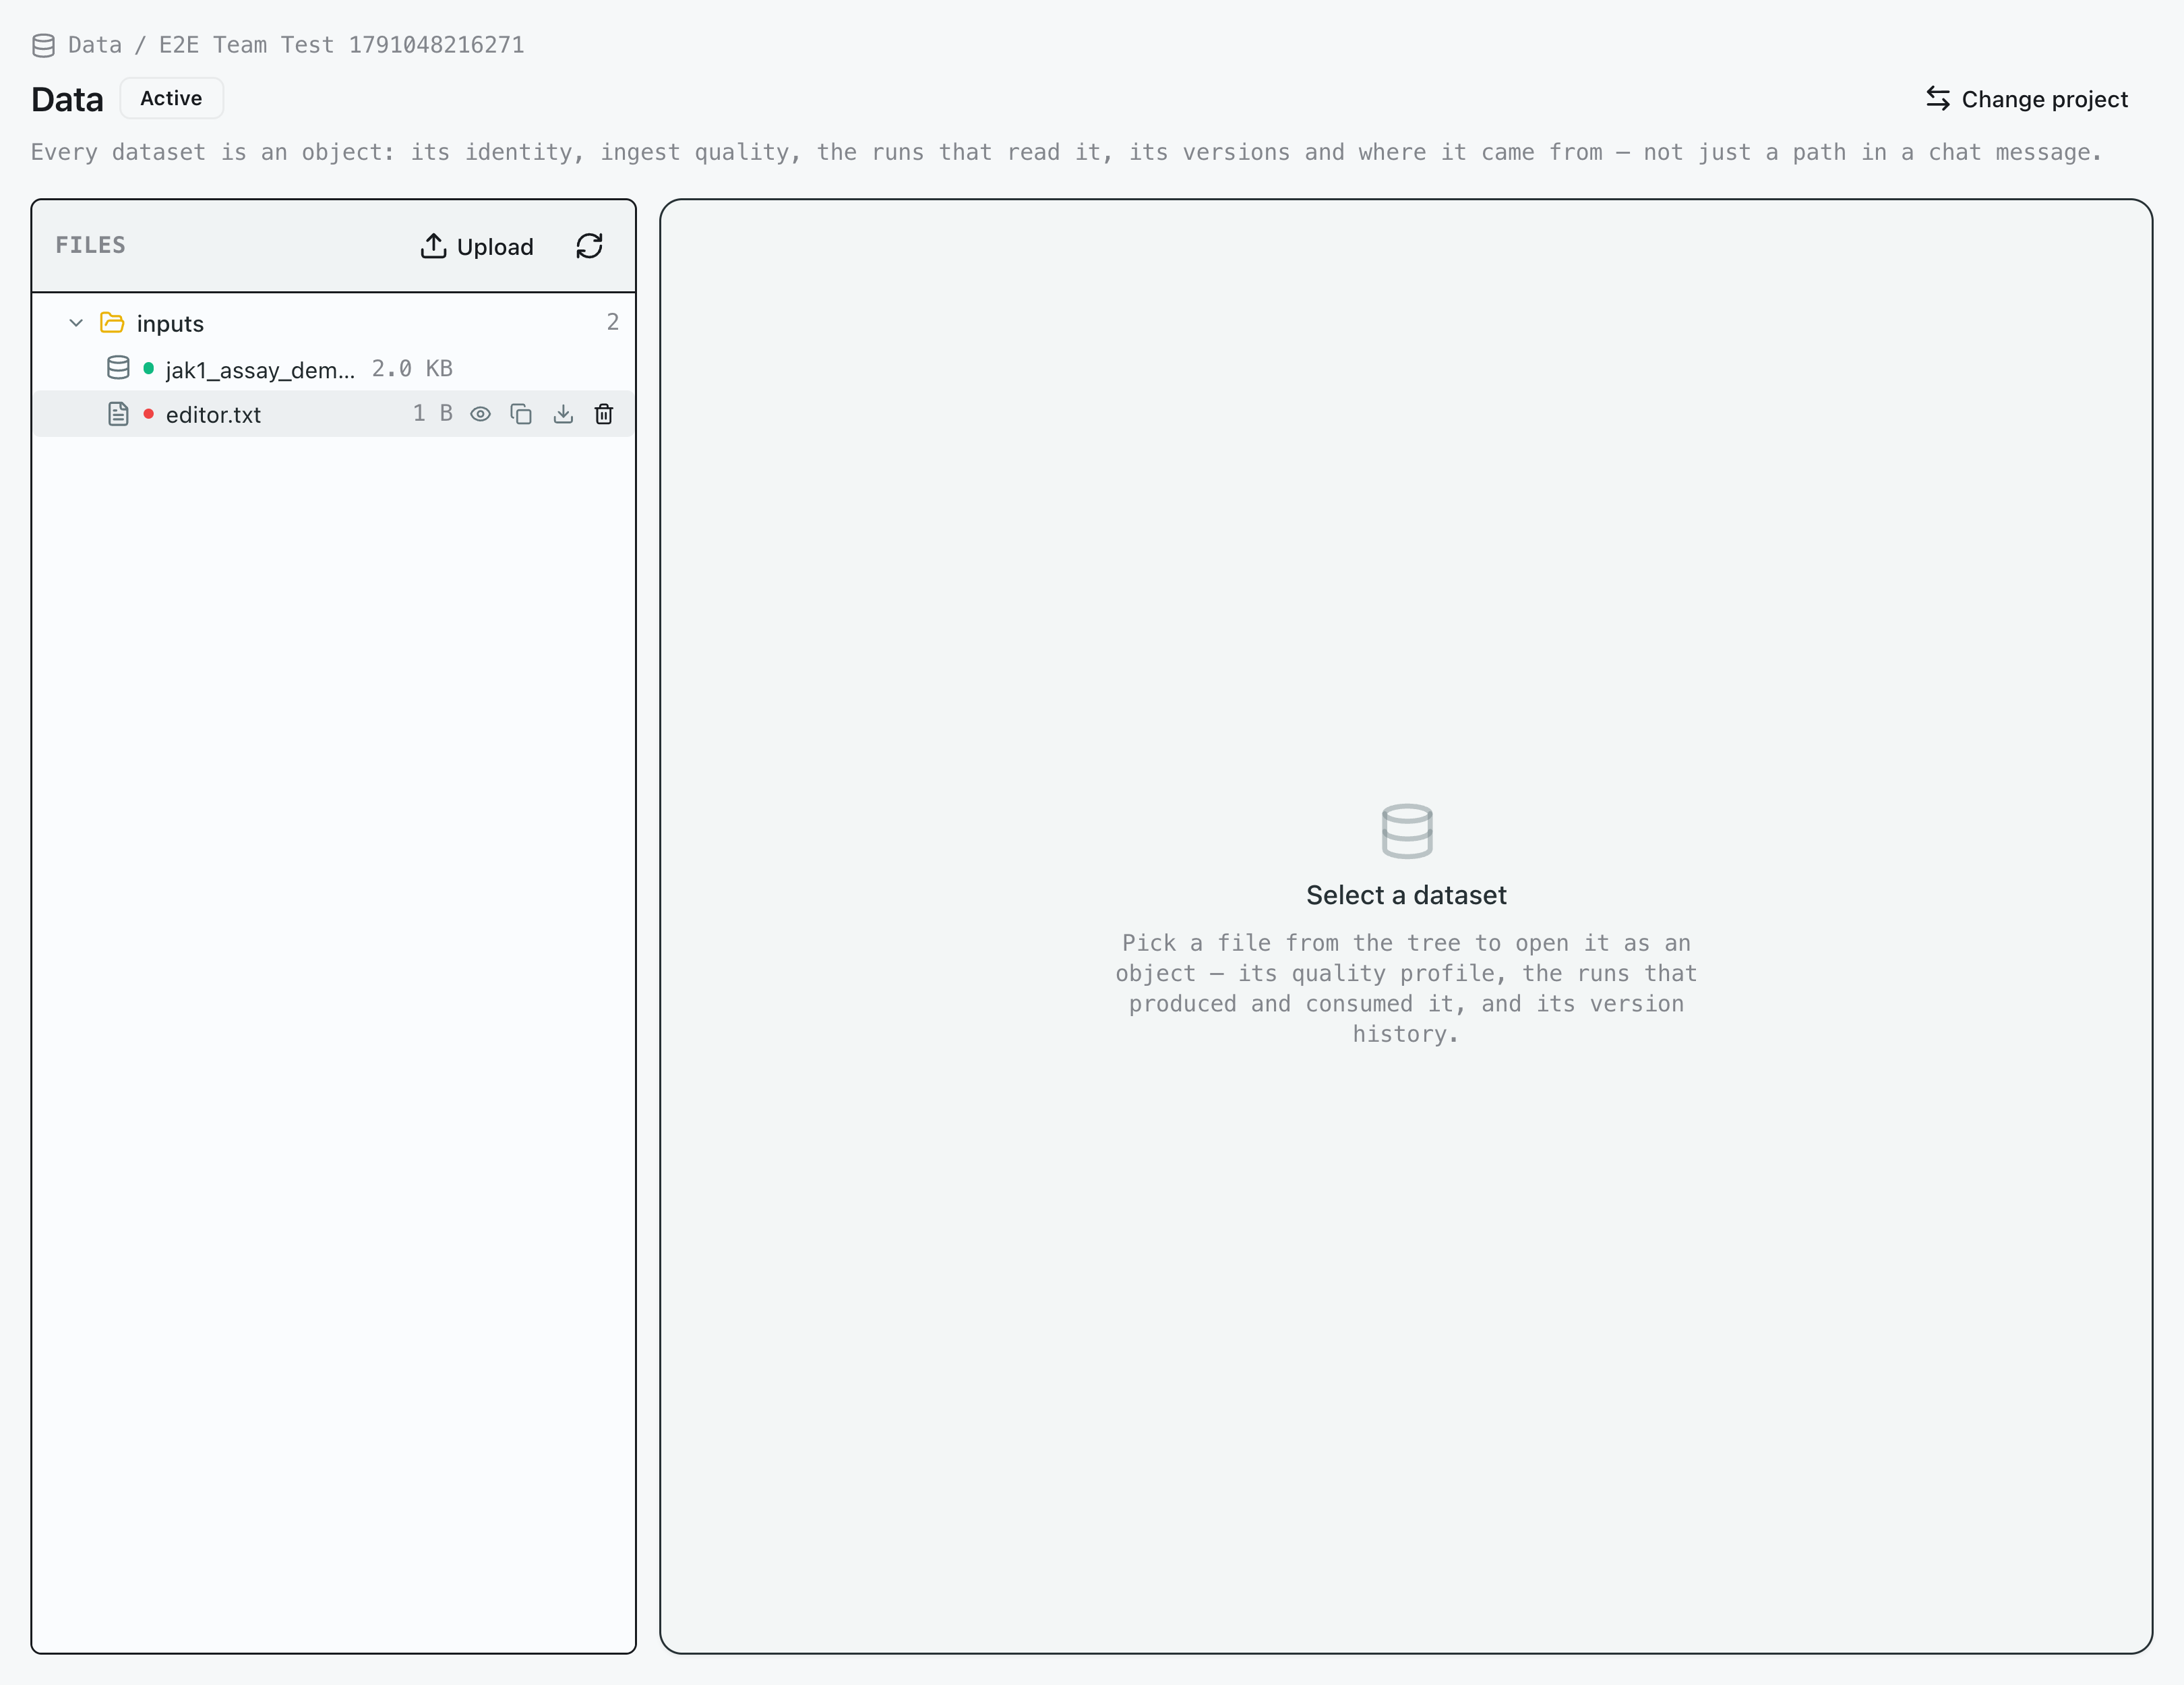 Data / E2E Team Test 1791048216271
Data Active
Change project
Every dataset is an object: its identity, ingest quality, the runs that read it, its versions and where it came from — not just a path in a chat message.
FILES Upload
inputs 2
jak1_assay_dem... 2.0 KB
editor.txt 1 B
Select a dataset
Pick a file from the tree to open it as an
object — its quality profile, the runs that
produced and consumed it, and its version
history.